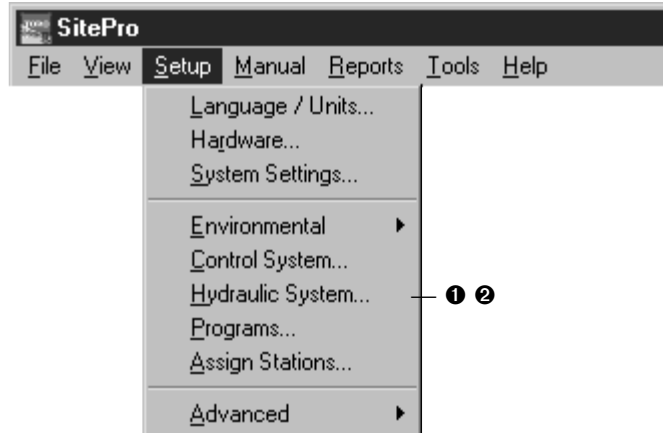 SitePro
File View Setup Manual Reports Tools Help
Language / Units...
Hardware...
System Settings...
Environmental
Control System...
Hydraulic System... ❶ ❷
Programs...
Assign Stations...
Advanced